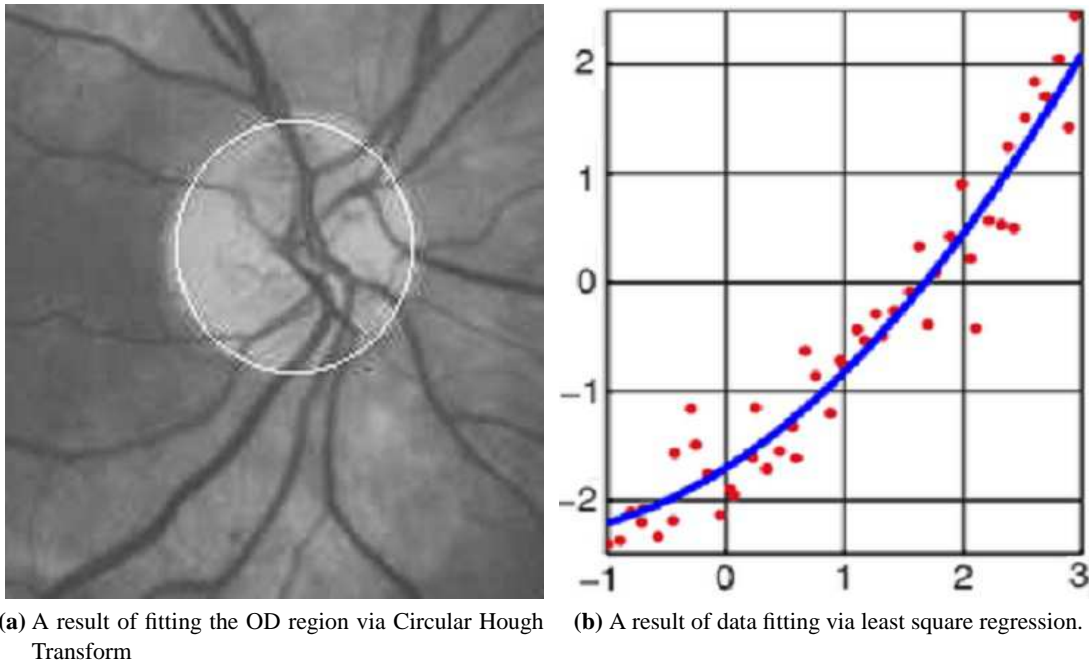 2
1
0
−1
−2
−1 0 1 2 3
(a) A result of fitting the OD region via Circular Hough
Transform
(b) A result of data fitting via least square regression.